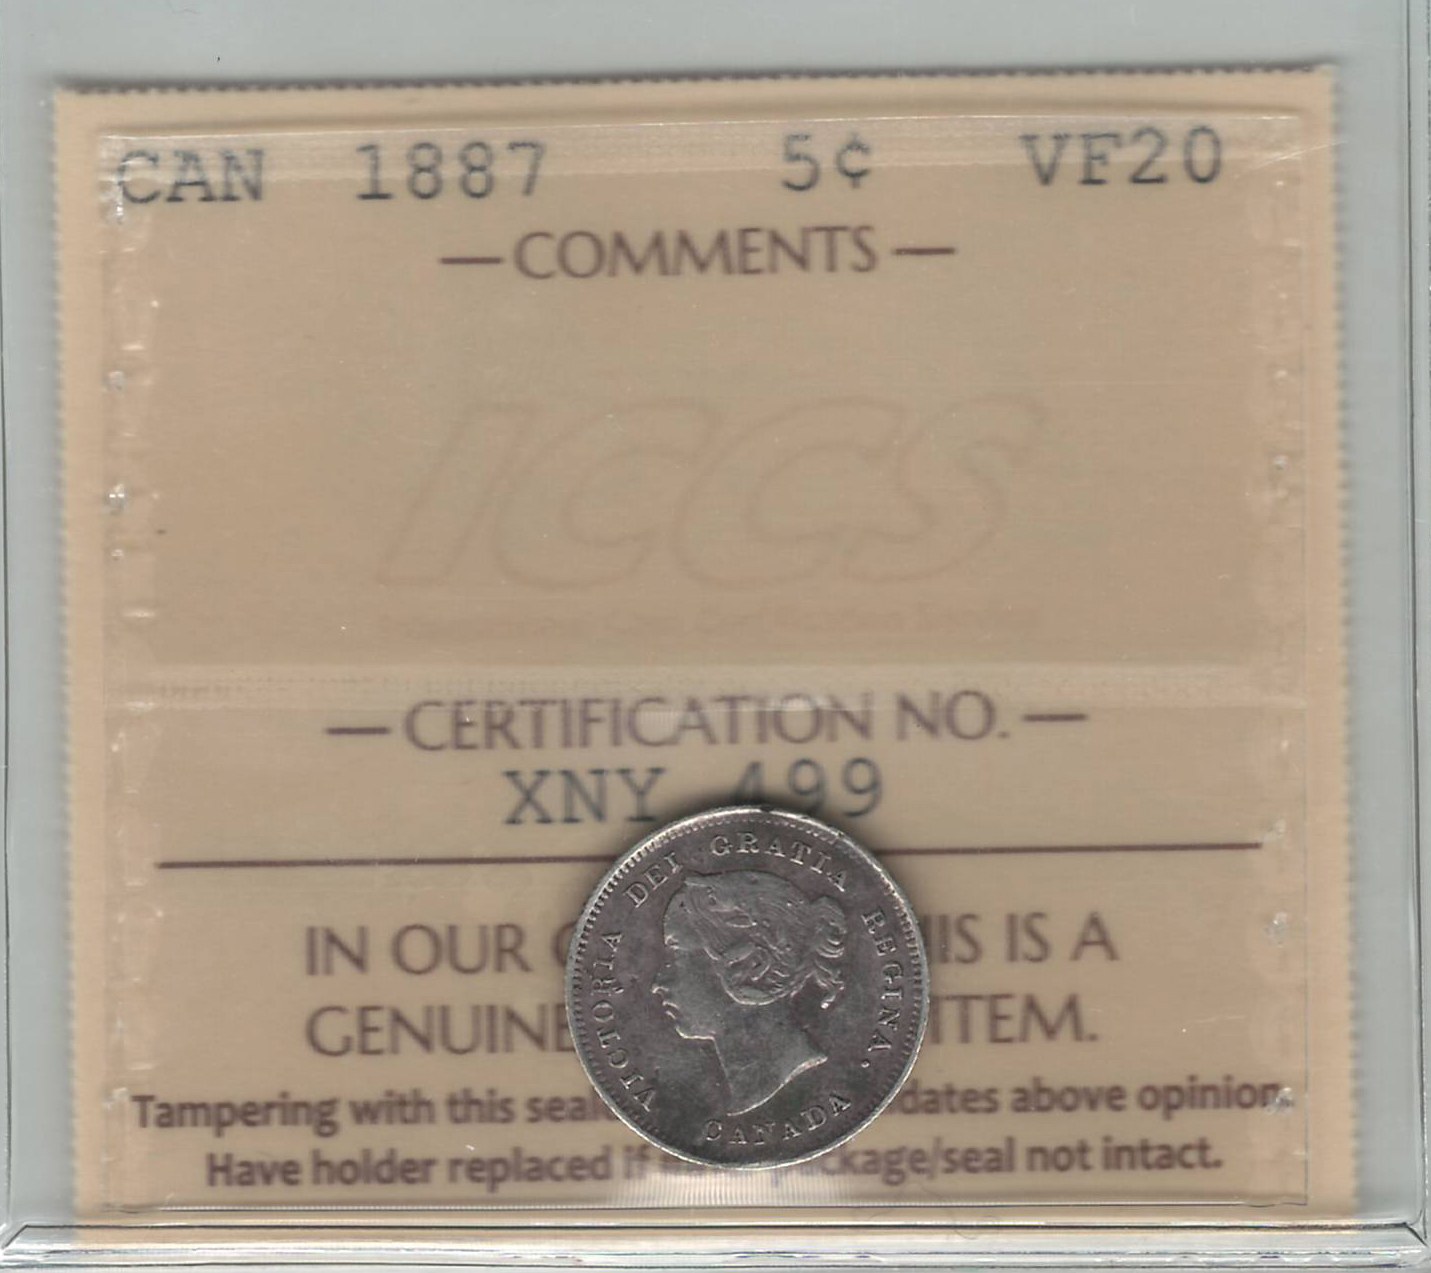 CAN 1887 5¢ VF20
— COMMENTS —
ICCS
— CERTIFICATION NO. —
XNY 499
IN OUR HIS IS A
GENUINE ITEM.
Tampering with this seal dates above opinion.
Have holder replaced if package/seal not intact.
VICTORIA DEI GRATIA REGINA.
CANADA